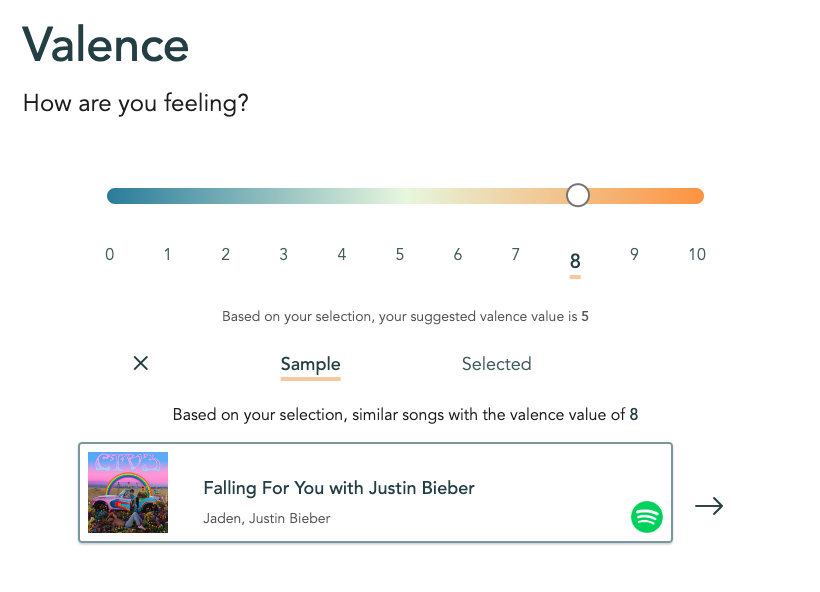 Valence
How are you feeling?
0 1 2 3 4 5 6 7 8 9 10
Based on your selection, your suggested valence value is 5
Sample Selected
Based on your selection, similar songs with the valence value of 8
CTV3
Falling For You with Justin Bieber
Jaden, Justin Bieber